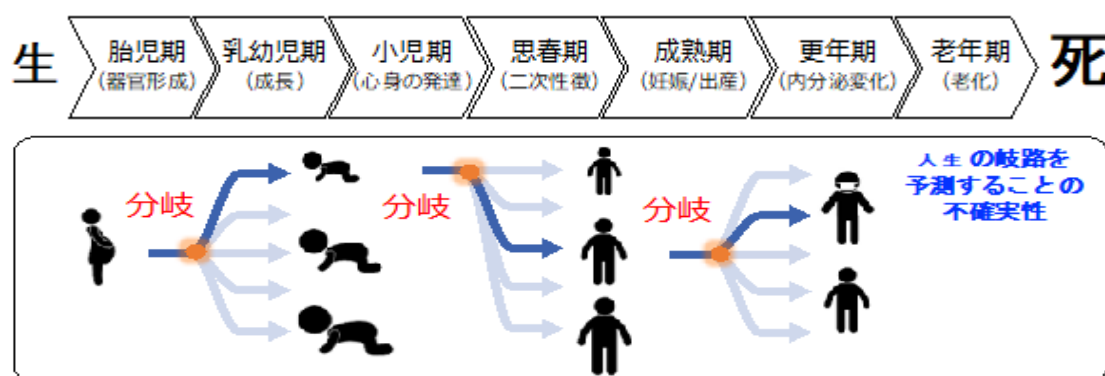 生
胎児期
(器官形成)
乳幼児期
(成長)
小児期
(心身の発達)
思春期
(二次性徴)
成熟期
(妊娠/出産)
更年期
(内分泌変化)
老年期
(老化)
死
分岐
分岐
分岐
人生の岐路を
予測することの
不確実性